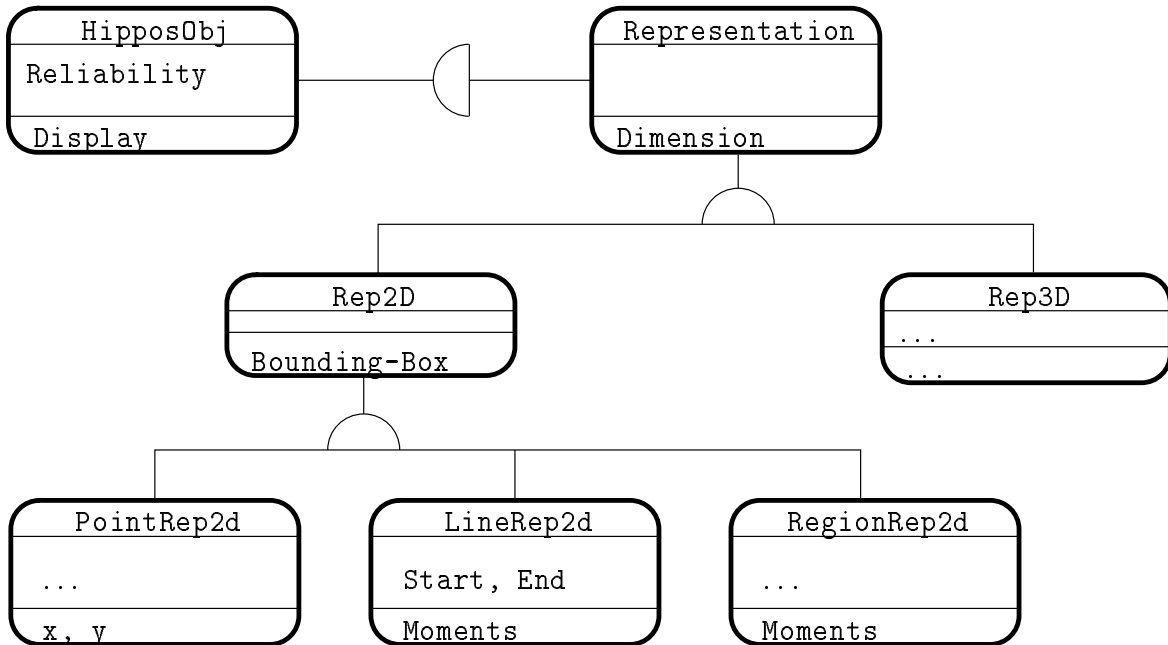 HipposObj
Reliability
Display
Representation
Dimension
Rep2D
Bounding-Box
Rep3D
...
...
PointRep2d
...
x, y
LineRep2d
Start, End
Moments
RegionRep2d
...
Moments